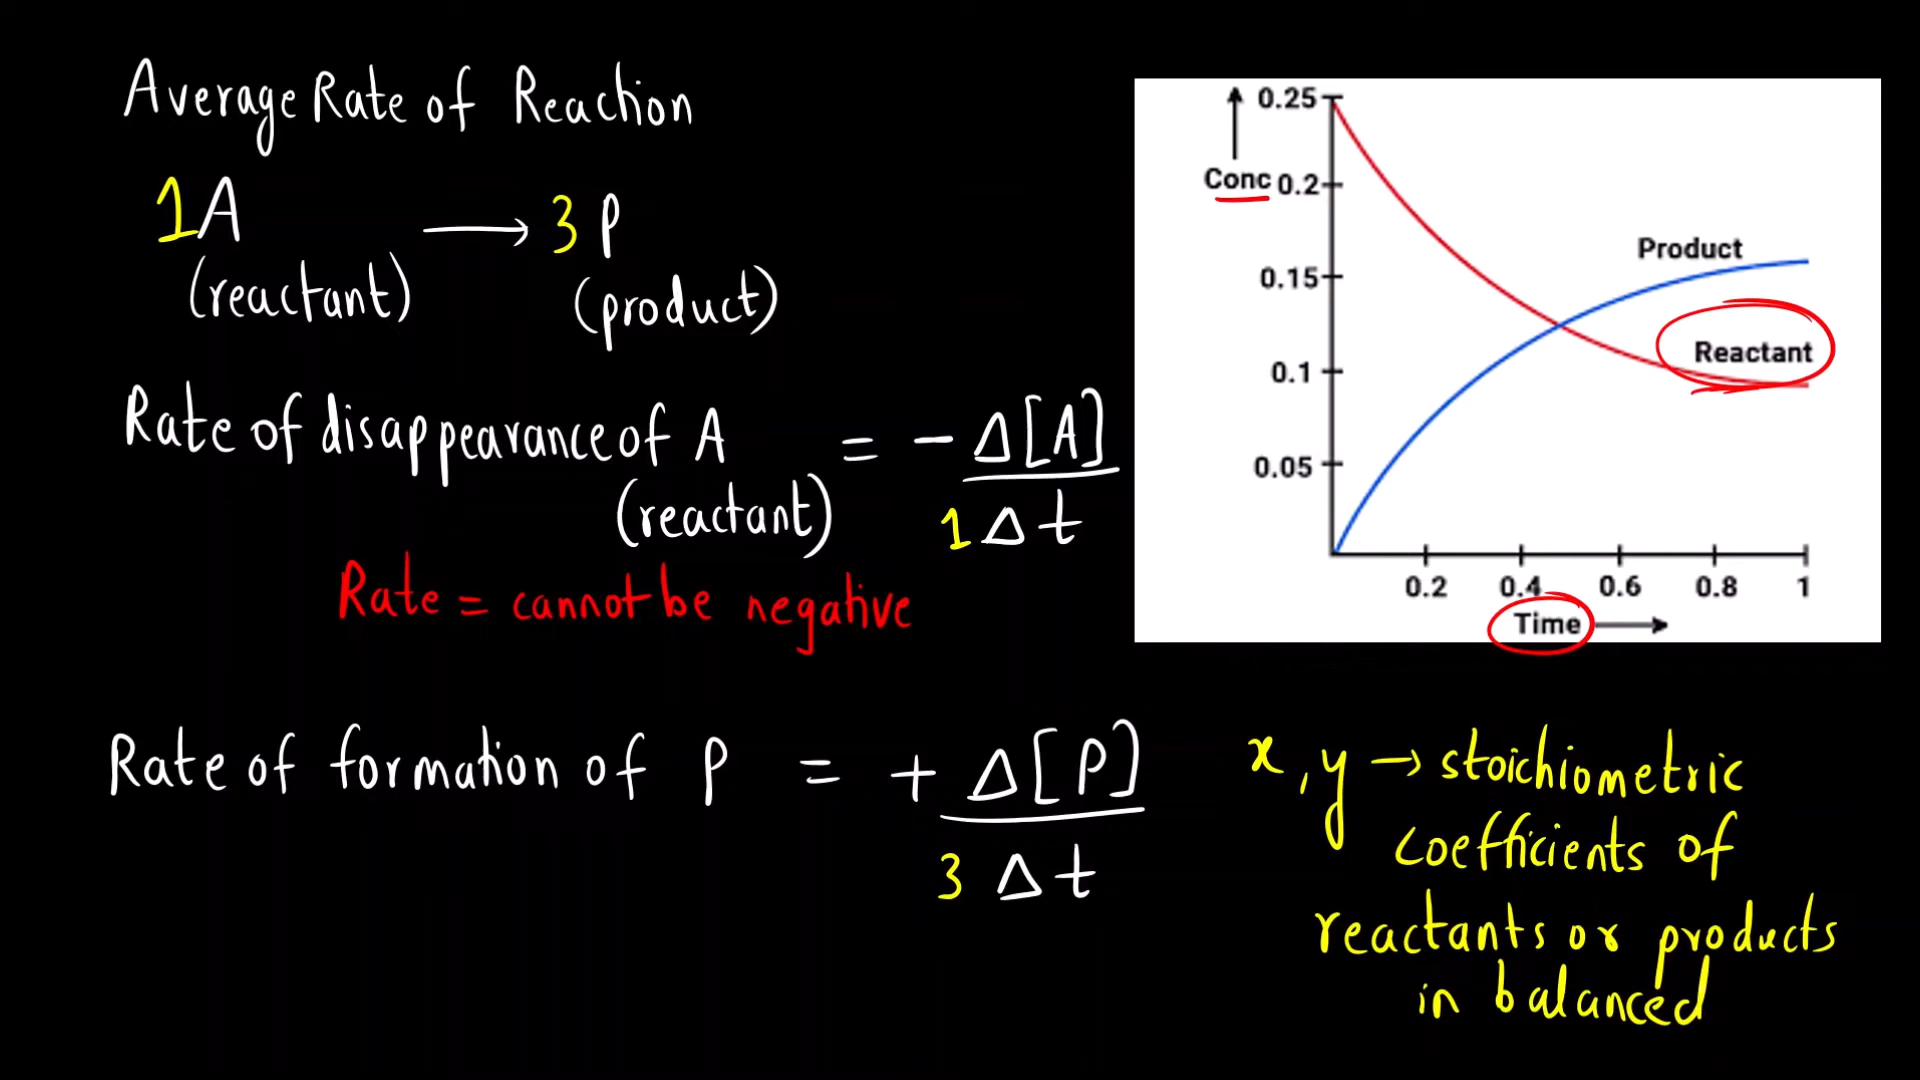 Average Rate of Reaction
1A → 3 P
(reactant)
(product)
Rate of disappearance of A = - Δ[A]
1 Δt
(reactant)
Rate = cannot be negative
Rate of formation of P = + Δ[P]
3 Δt
0.25
Conc
0.2
0.15
0.1
0.05
Product
Reactant
0.2 0.4 0.6 0.8 1
Time
x, y → stoichiometric
coefficients of
reactants or products
in balanced